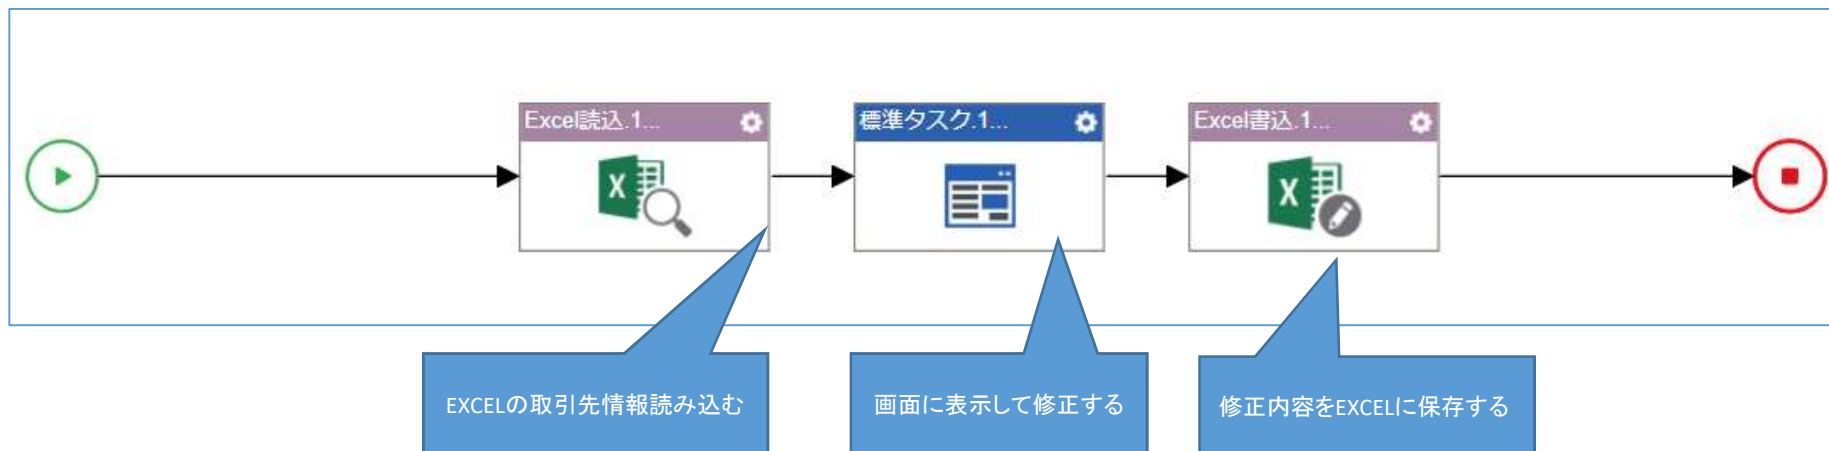 Excel読込.1...
標準タスク.1...
Excel書込.1...
EXCELの取引先情報読み込む
画面に表示して修正する
修正内容をEXCELに保存する